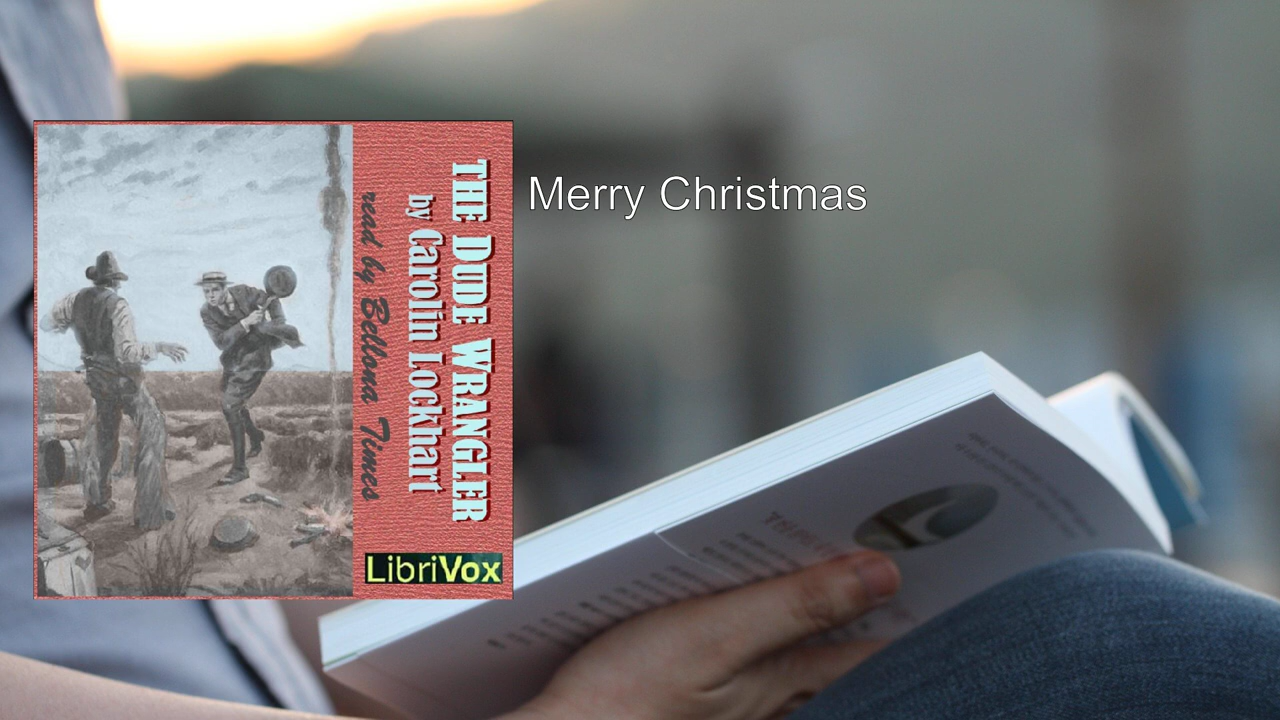 THE DUDE WRANGLER
by Carolin Lockhart
read by Bellona Times
LibriVox
Merry Christmas